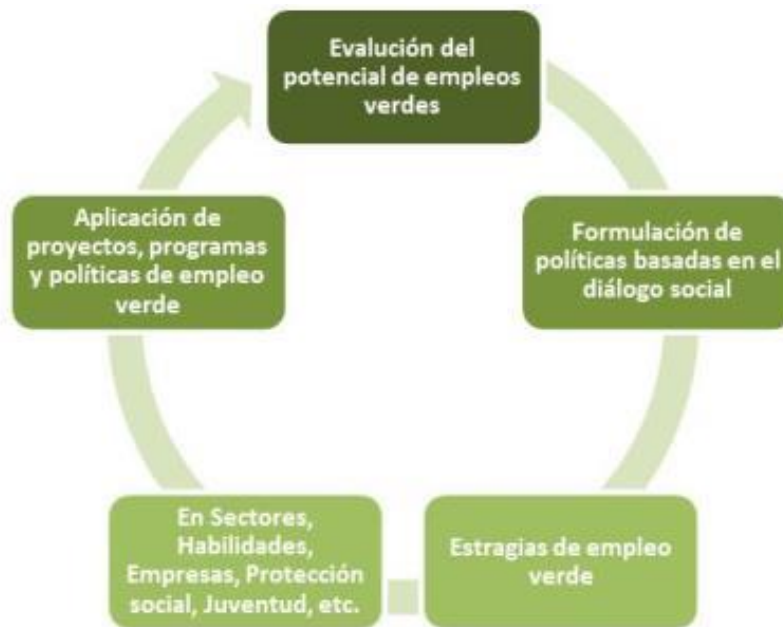 Evalución del
potencial de empleos
verdes
Formulación de
políticas basadas en el
diálogo social
Estragias de empleo
verde
En Sectores,
Habilidades,
Empresas, Protección
social, Juventud, etc.
Aplicación de
proyectos, programas
y políticas de empleo
verde